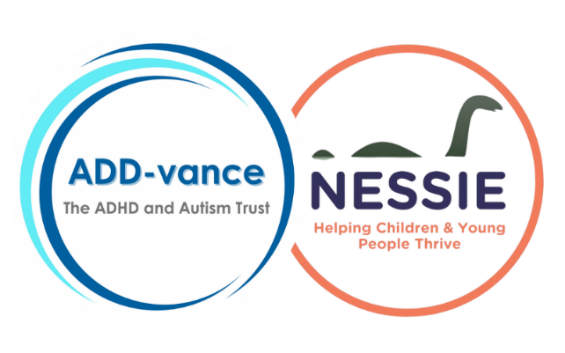 ADD-vance
The ADHD and Autism Trust
NESSIE
Helping Children & Young
People Thrive